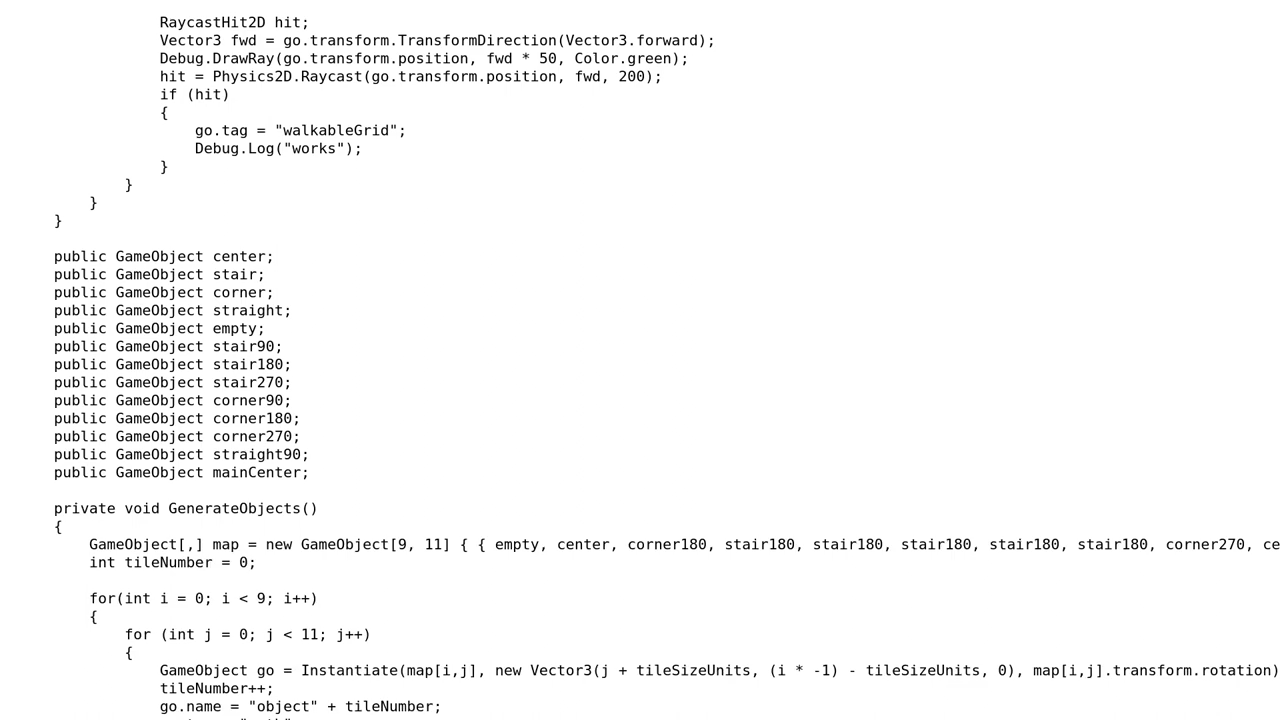 RaycastHit2D hit;
Vector3 fwd = go.transform.TransformDirection(Vector3.forward);
Debug.DrawRay(go.transform.position, fwd * 50, Color.green);
hit = Physics2D.Raycast(go.transform.position, fwd, 200);
if (hit)
{
go.tag = "walkableGrid";
Debug.Log("works");
}
}
}
}
public GameObject center;
public GameObject stair;
public GameObject corner;
public GameObject straight;
public GameObject empty;
public GameObject stair90;
public GameObject stair180;
public GameObject stair270;
public GameObject corner90;
public GameObject corner180;
public GameObject corner270;
public GameObject straight90;
public GameObject mainCenter;
private void GenerateObjects()
{
GameObject[,] map = new GameObject[9, 11] { { empty, center, corner180, stair180, stair180, stair180, stair180, stair180, corner270, ce
int tileNumber = 0;
for(int i = 0; i < 9; i++)
{
for (int j = 0; j < 11; j++)
{
GameObject go = Instantiate(map[i,j], new Vector3(j + tileSizeUnits, (i * -1) - tileSizeUnits, 0), map[i,j].transform.rotation)
tileNumber++;
go.name = "object" + tileNumber;